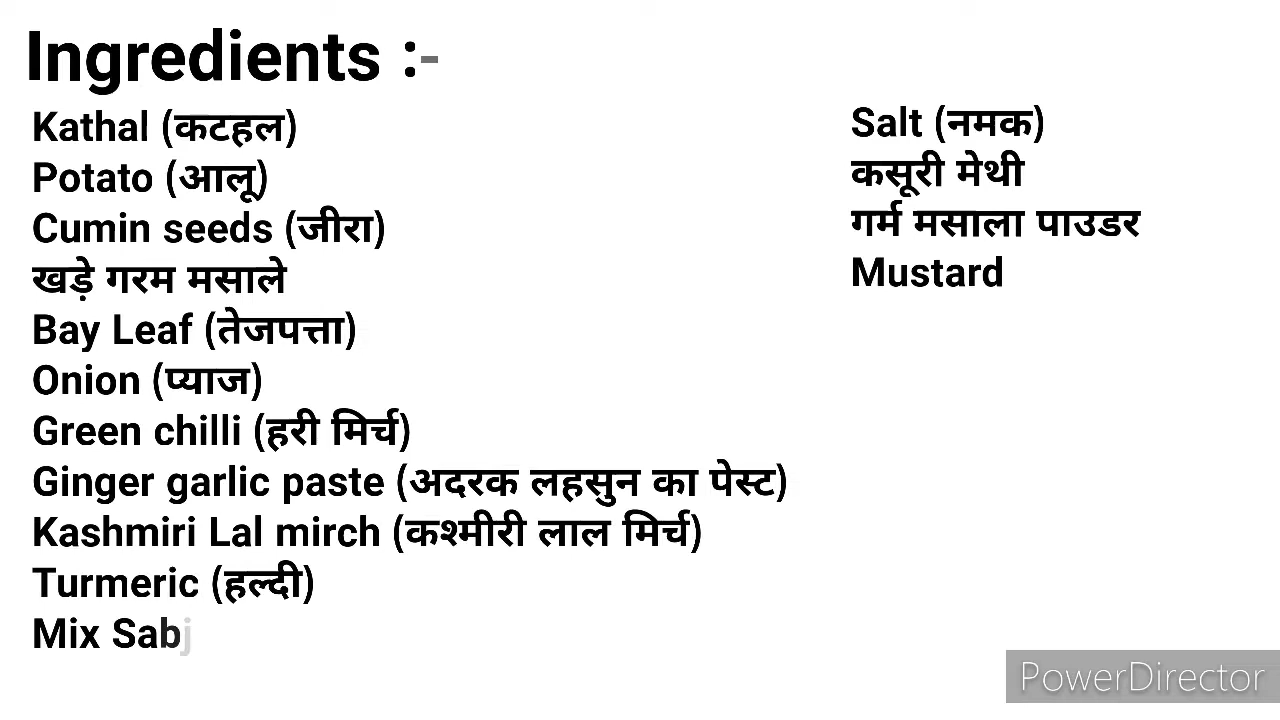 Ingredients :-
Kathal (कटहल)
Potato (आलू)
Cumin seeds (जीरा)
खड़े गरम मसाले
Bay Leaf (तेजपत्ता)
Onion (प्याज)
Green chilli (हरी मिर्च)
Ginger garlic paste (अदरक लहसुन का पेस्ट)
Kashmiri Lal mirch (कश्मीरी लाल मिर्च)
Turmeric (हल्दी)
Mix Sabj
Salt (नमक)
कसूरी मेथी
गर्म मसाला पाउडर
Mustard
PowerDirector